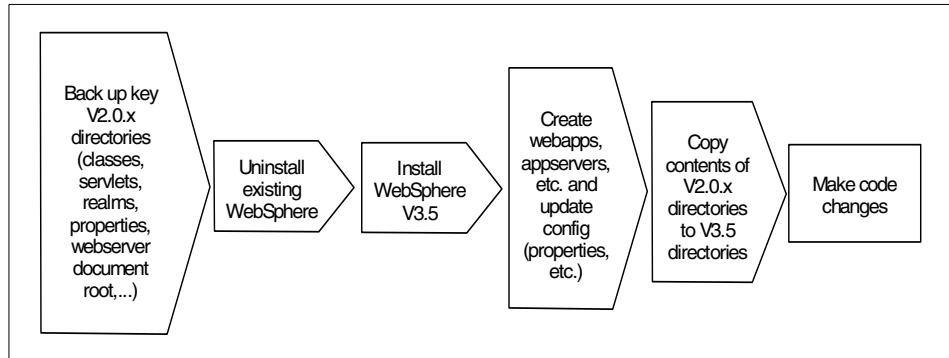 Back up key
V2.0.x
directories
(classes,
servlets,
realms,
properties,
webserver
document
root,...)
Uninstall
existing
WebSphere
Install
WebSphere
V3.5
Create
webapps,
appservers,
etc. and
update
config
(properties,
etc.)
Copy
contents of
V2.0.x
directories
to V3.5
directories
Make code
changes